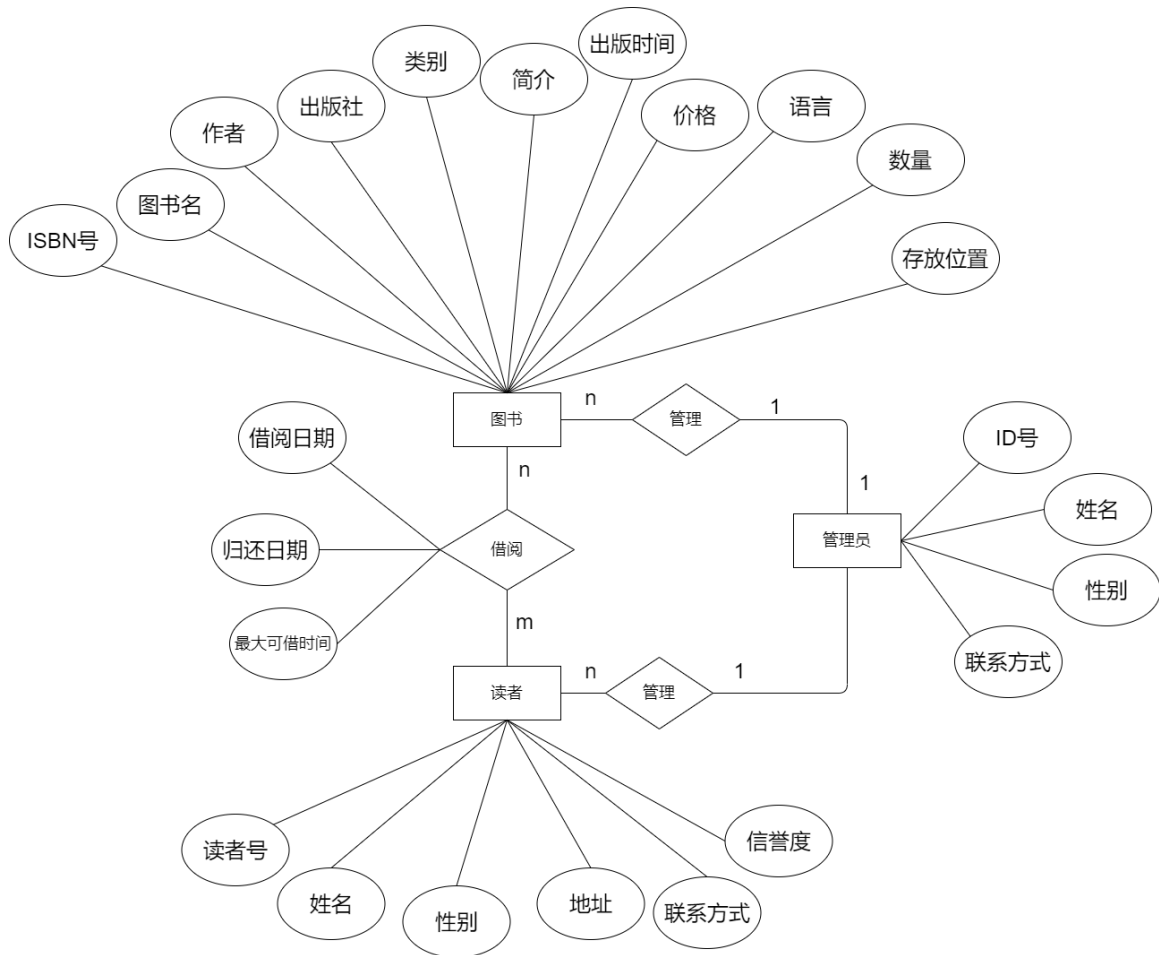 出版时间
类别
简介
出版社
价格
语言
作者
数量
图书名
ISBN号
存放位置
图书
n
管理
1
借阅日期
n
1
ID号
姓名
归还日期
借阅
管理员
性别
最大可借时间
m
联系方式
读者
n
管理
1
读者号
信誉度
姓名
性别
地址
联系方式